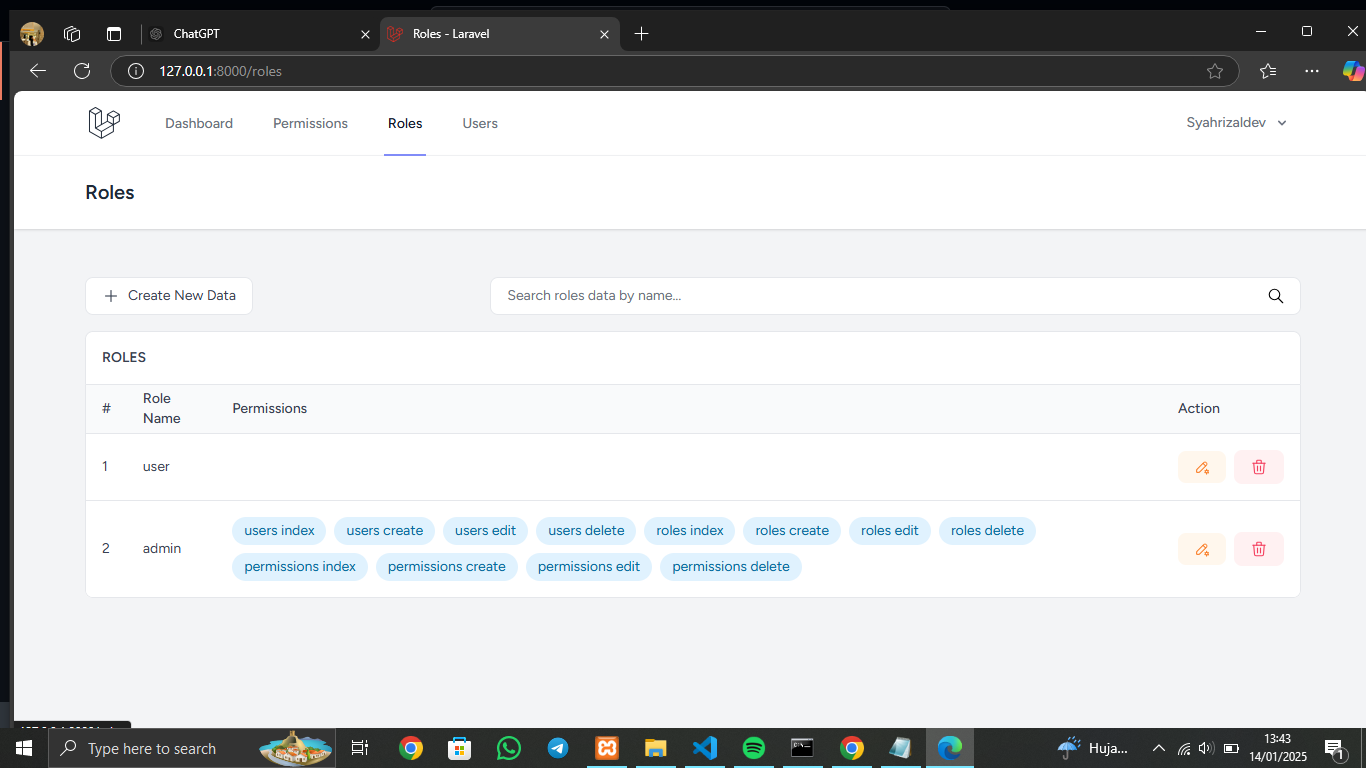 ChatGPT
Roles - Laravel
127.0.0.1:8000/roles
Dashboard Permissions Roles Users Syahrizaldev
Roles
Create New Data
Search roles data by name...
ROLES
# Role Name Permissions Action
1 user
users index users create users edit users delete roles index roles create roles edit roles delete
2 admin
permissions index permissions create permissions edit permissions delete
Type here to search
Huja...
13:43
14/01/2025
1